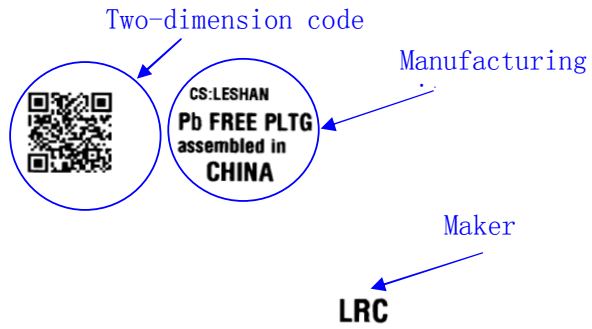 Two-dimension code
Manufacturing
CS:LESHAN
Pb FREE PLTG
assembled in
CHINA
Maker
LRC